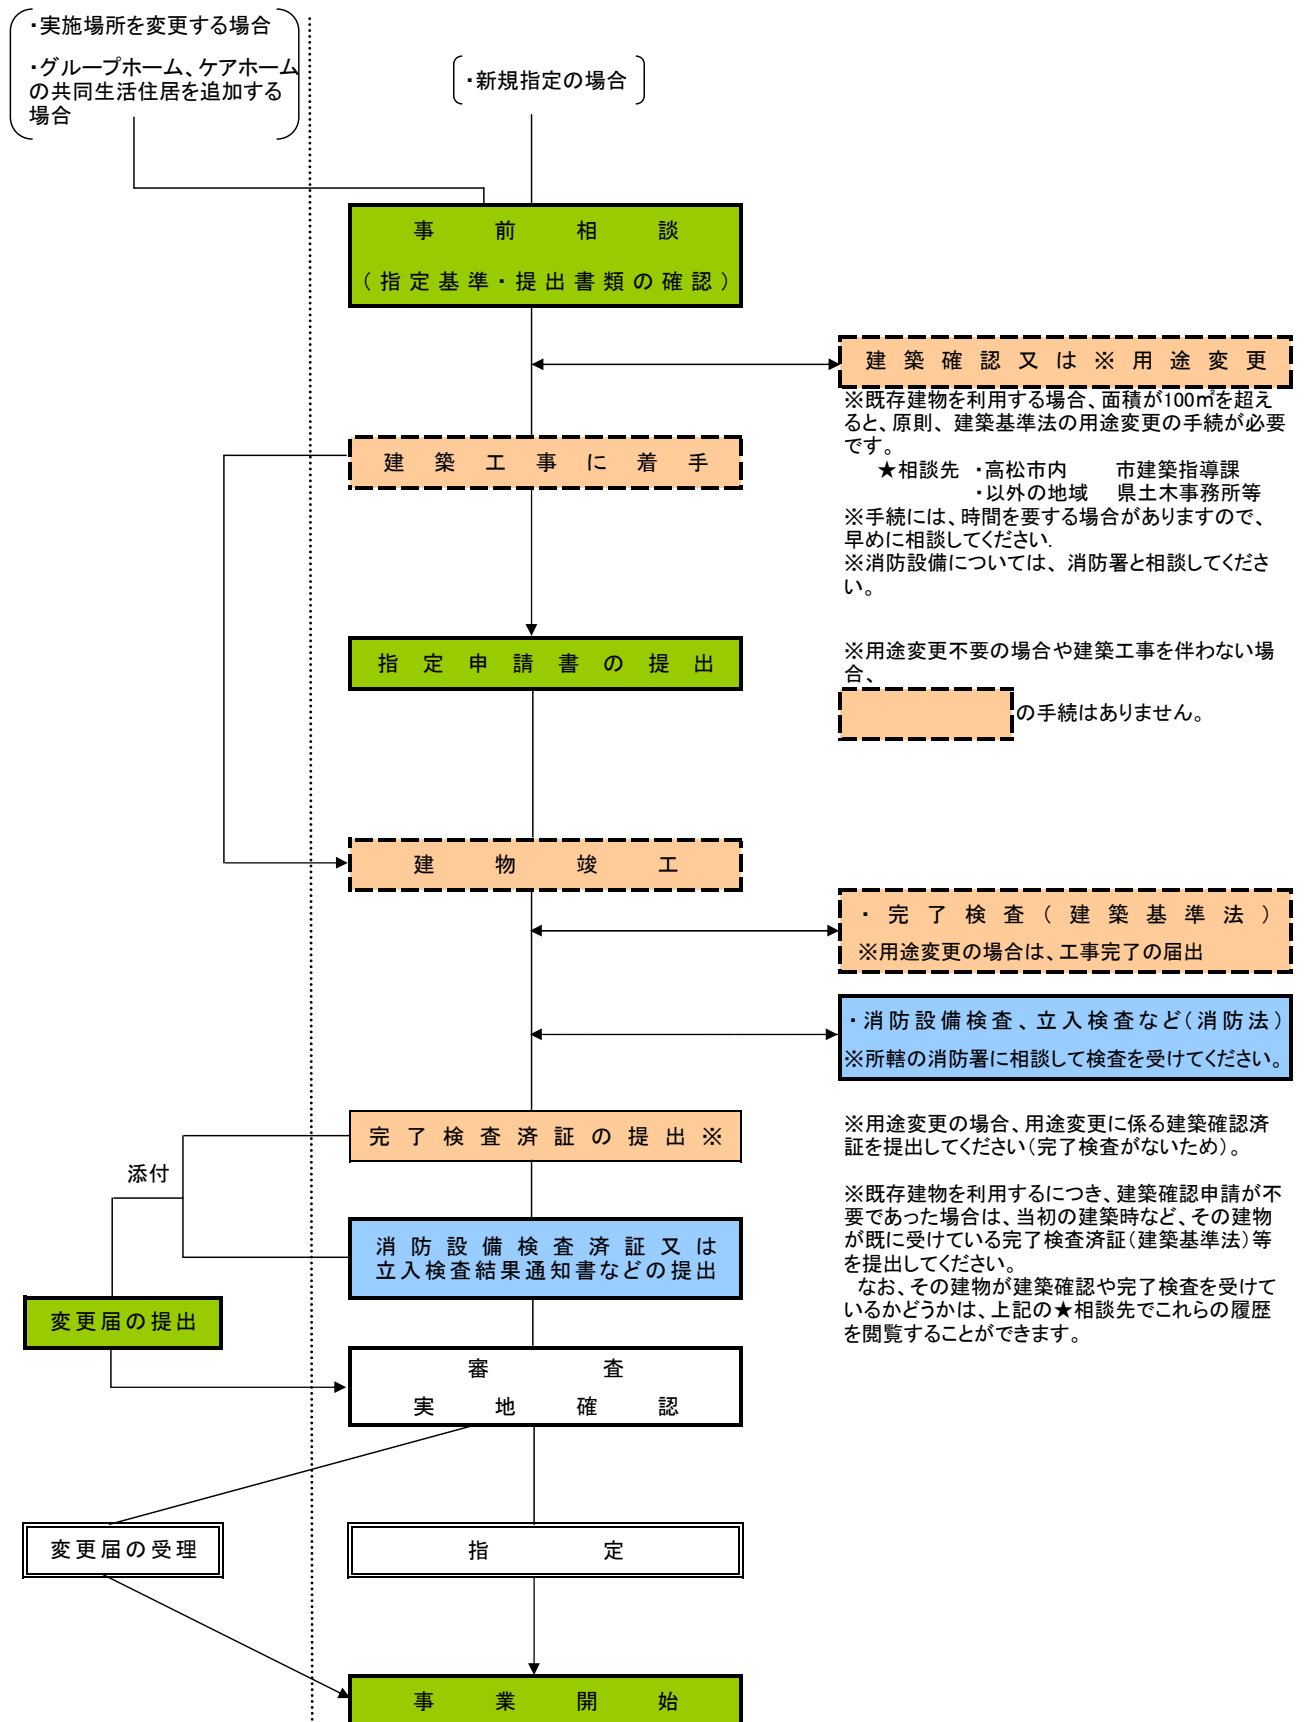 ・実施場所を変更する場合
・グループホーム、ケアホーム
の共同生活住居を追加する
場合
・新規指定の場合
事前相談
(指定基準・提出書類の確認)
建築確認又は※用途変更
※既存建物を利用する場合、面積が100㎡を超え
ると、原則、建築基準法の用途変更の手続が必要
です。
★相談先 ・高松市内 市建築指導課
・以外の地域 県土木事務所等
※手続には、時間を要する場合がありますので、
早めに相談してください.
※消防設備については、消防署と相談してくださ
い。
建築工事に着手
指定申請書の提出
※用途変更不要の場合や建築工事を伴わない場
合、
の手続はありません。
建物竣工
・完了検査(建築基準法)
※用途変更の場合は、工事完了の届出
・消防設備検査、立入検査など(消防法)
※所轄の消防署に相談して検査を受けてください。
完了検査済証の提出※
※用途変更の場合、用途変更に係る建築確認済
証を提出してください(完了検査がないため)。
添付
※既存建物を利用するにつき、建築確認申請が不
要であった場合は、当初の建築時など、その建物
が既に受けている完了検査済証(建築基準法)等
を提出してください。
なお、その建物が建築確認や完了検査を受けて
いるかどうかは、上記の★相談先でこれらの履歴
を閲覧することができます。
消防設備検査済証又は
立入検査結果通知書などの提出
変更届の提出
審査
実地確認
変更届の受理
指定
事業開始